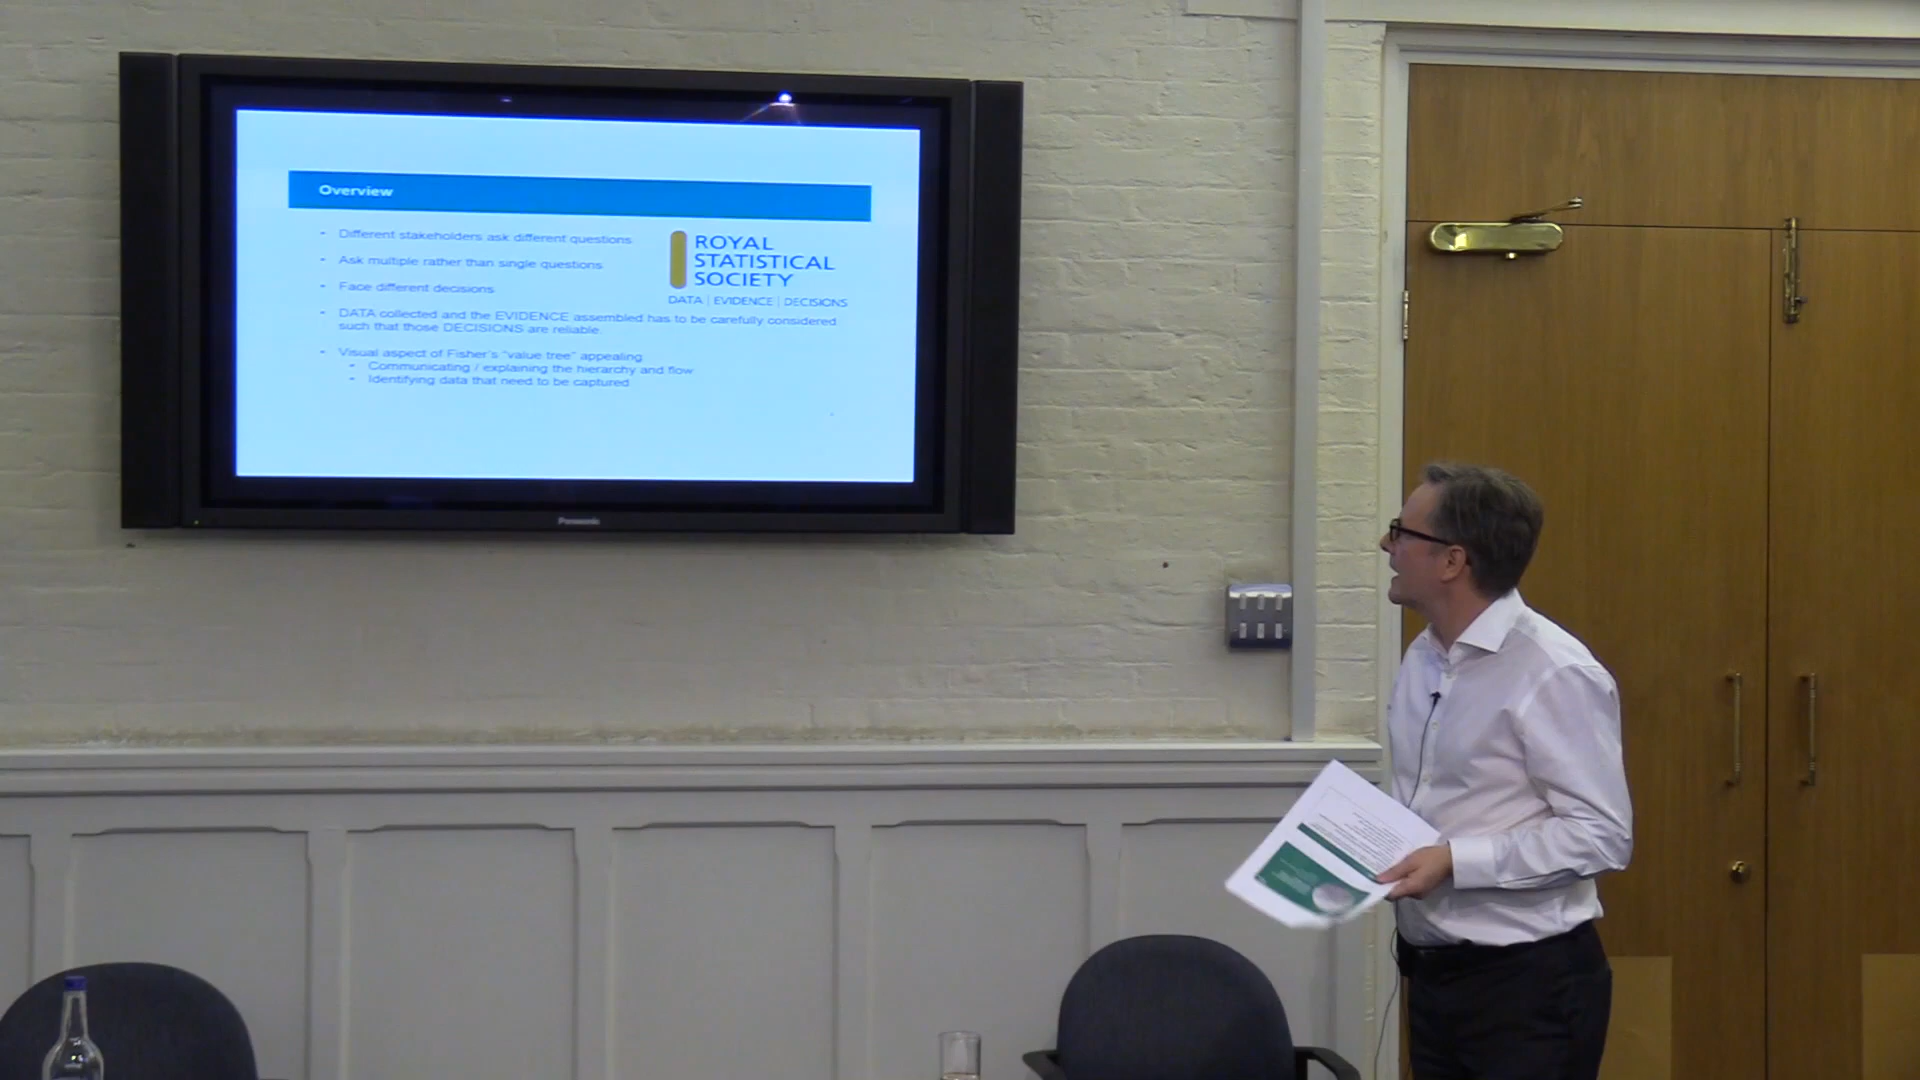 Overview
- Different stakeholders ask different questions
- Ask multiple rather than single questions
- Face different decisions
- DATA collected and the EVIDENCE assembled has to be carefully considered
such that those DECISIONS are reliable.
- Visual aspect of Fisher's "value tree" appealing
- Communicating / explaining the hierarchy and flow
- Identifying data that need to be captured
ROYAL
STATISTICAL
SOCIETY
DATA | EVIDENCE | DECISIONS
Panasonic